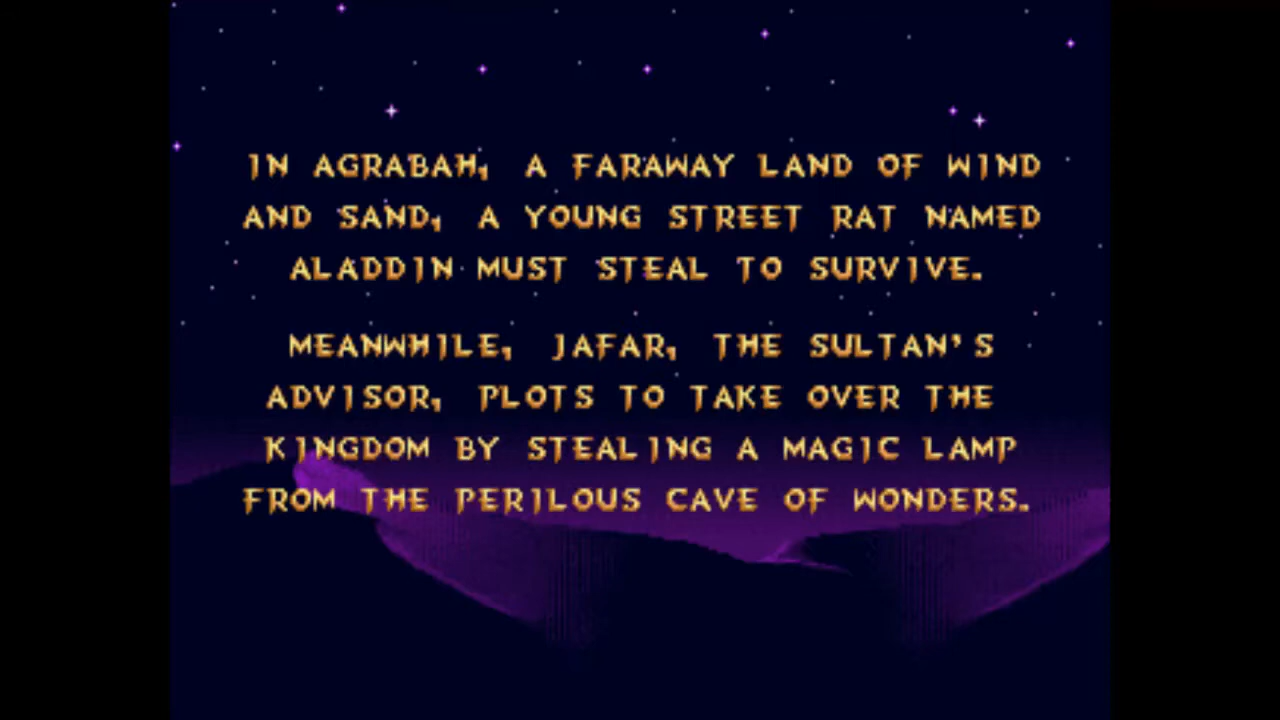 IN AGRABAH, A FARAWAY LAND OF WIND
AND SAND, A YOUNG STREET RAT NAMED
ALADDIN MUST STEAL TO SURVIVE.
MEANWHILE, JAFAR, THE SULTAN'S
ADVISOR, PLOTS TO TAKE OVER THE
KINGDOM BY STEALING A MAGIC LAMP
FROM THE PERILOUS CAVE OF WONDERS.